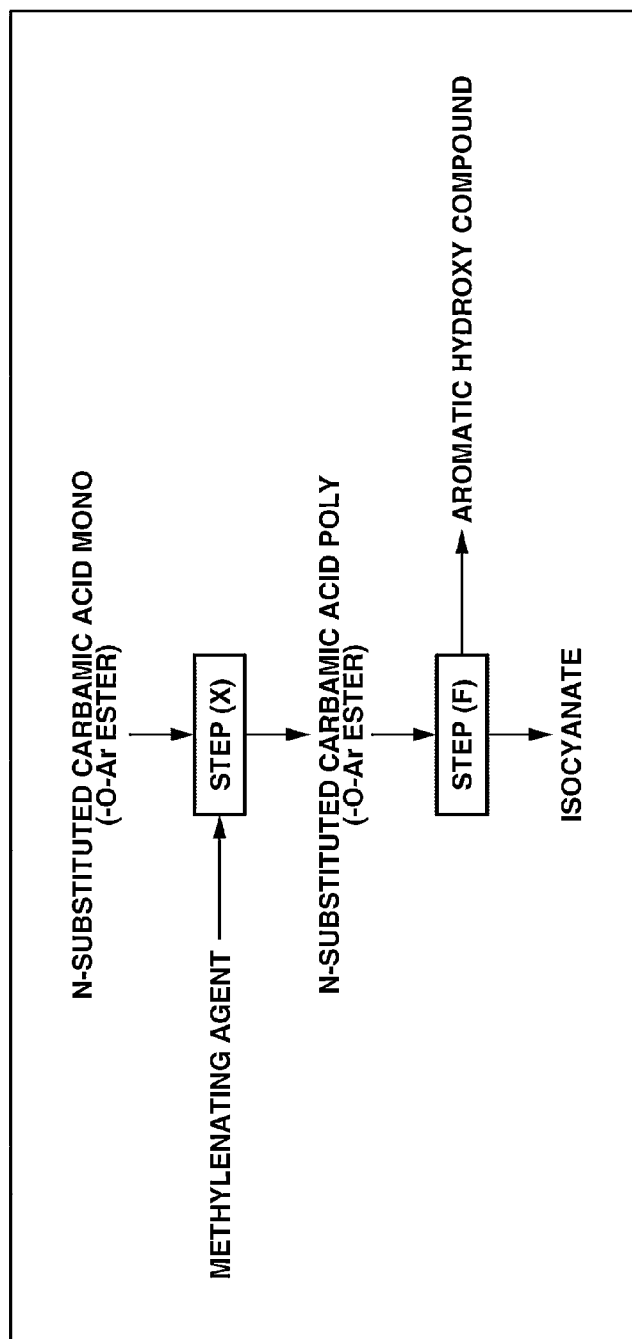 N-SUBSTITUTED CARBAMIC ACID MONO
(-O-Ar ESTER)
METHYLENATING AGENT
STEP (X)
N-SUBSTITUTED CARBAMIC ACID POLY
(-O-Ar ESTER)
STEP (F)
AROMATIC HYDROXY COMPOUND
ISOCYANATE